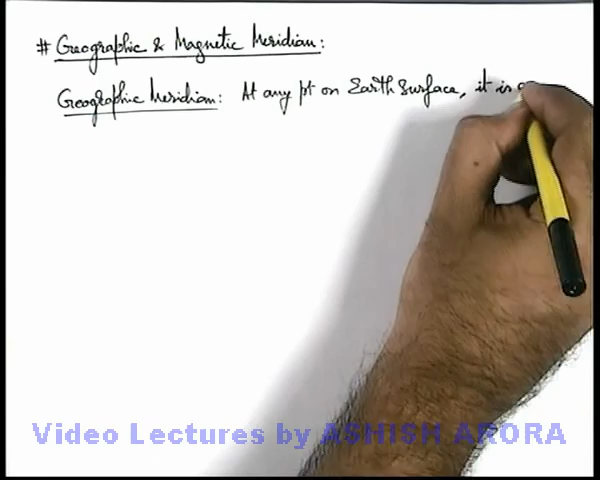 # Geographic & Magnetic Meridian:
Geographic Meridian: At any pt on Earth surface, it is
Video Lectures by ASHISH ARORA